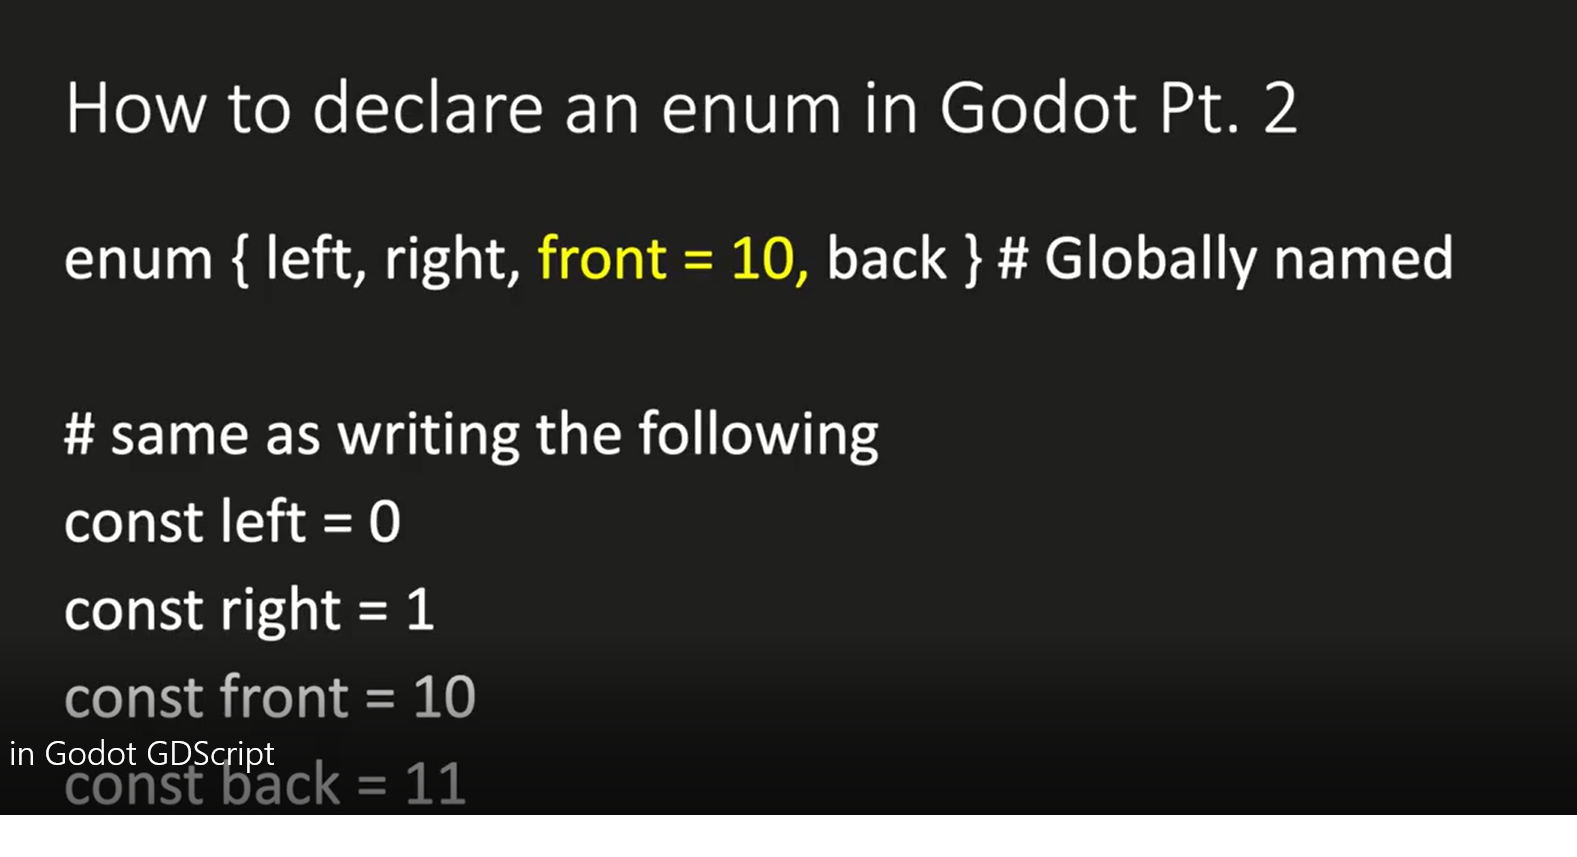 How to declare an enum in Godot Pt. 2
enum { left, right, front = 10, back } # Globally named
# same as writing the following
const left = 0
const right = 1
const front = 10
in Godot GDScript
const back = 11